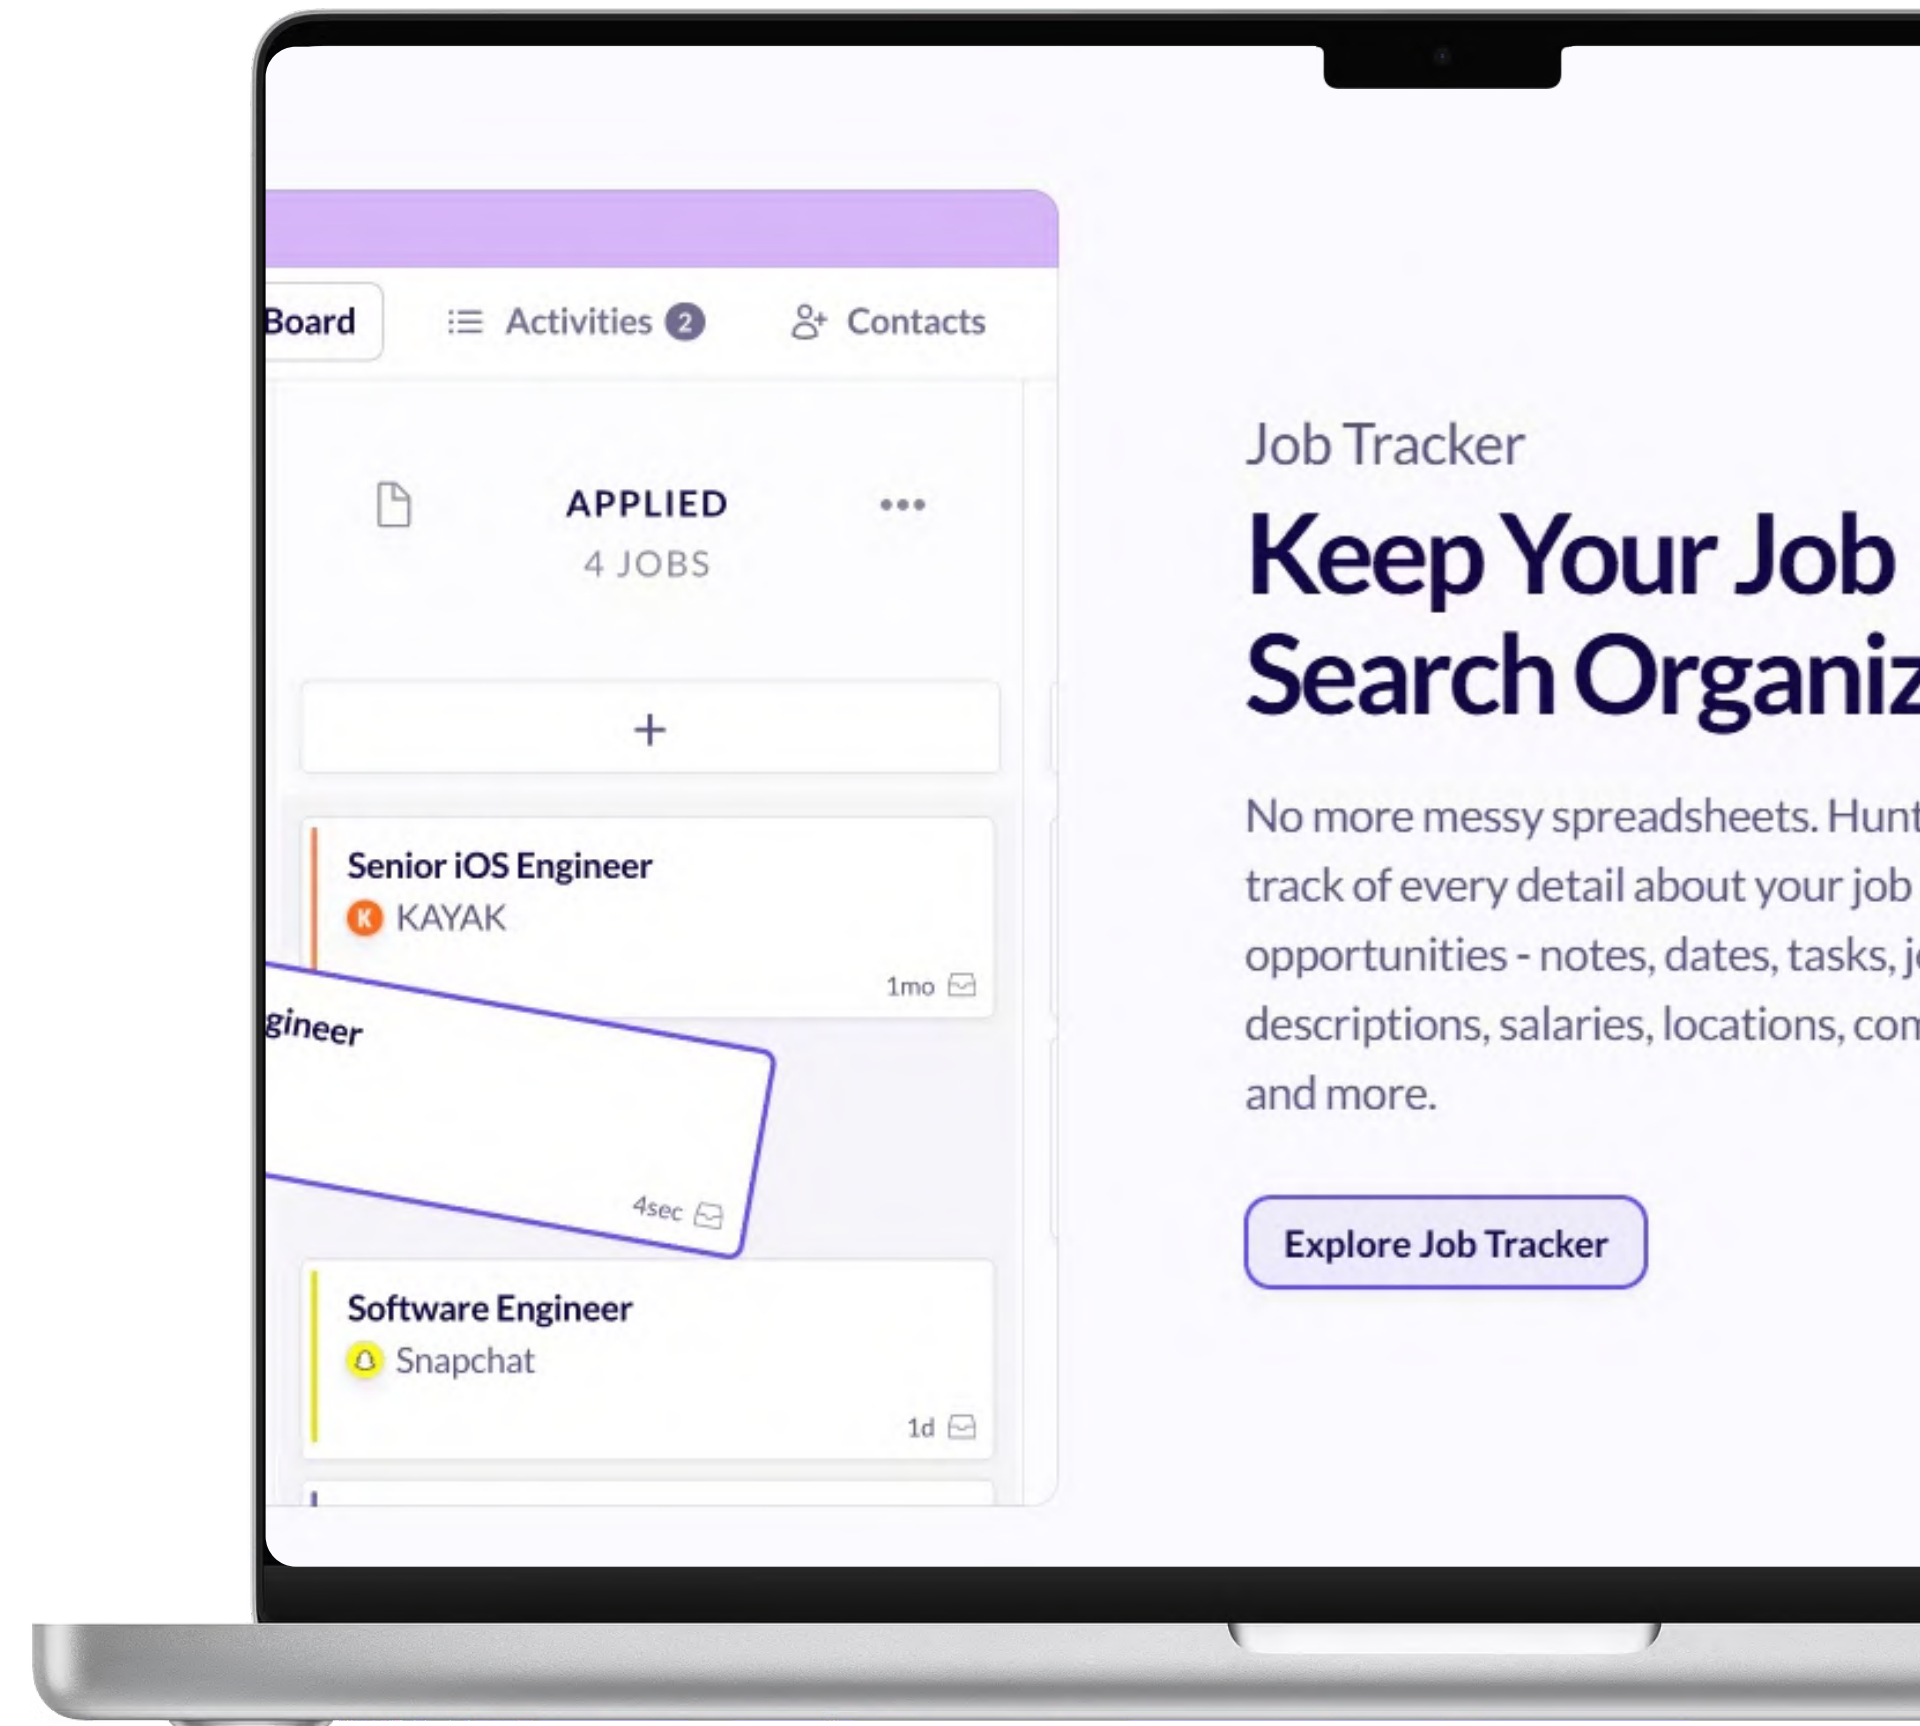 Board
Activities 2
Contacts
APPLIED
4 JOBS
Senior iOS Engineer
K KAYAK
1mo
gineer
4sec
Software Engineer
Snapchat
1d
Job Tracker
Keep Your Job
Search Organiz
No more messy spreadsheets. Hunt
track of every detail about your job
opportunities - notes, dates, tasks, j
descriptions, salaries, locations, com
and more.
Explore Job Tracker